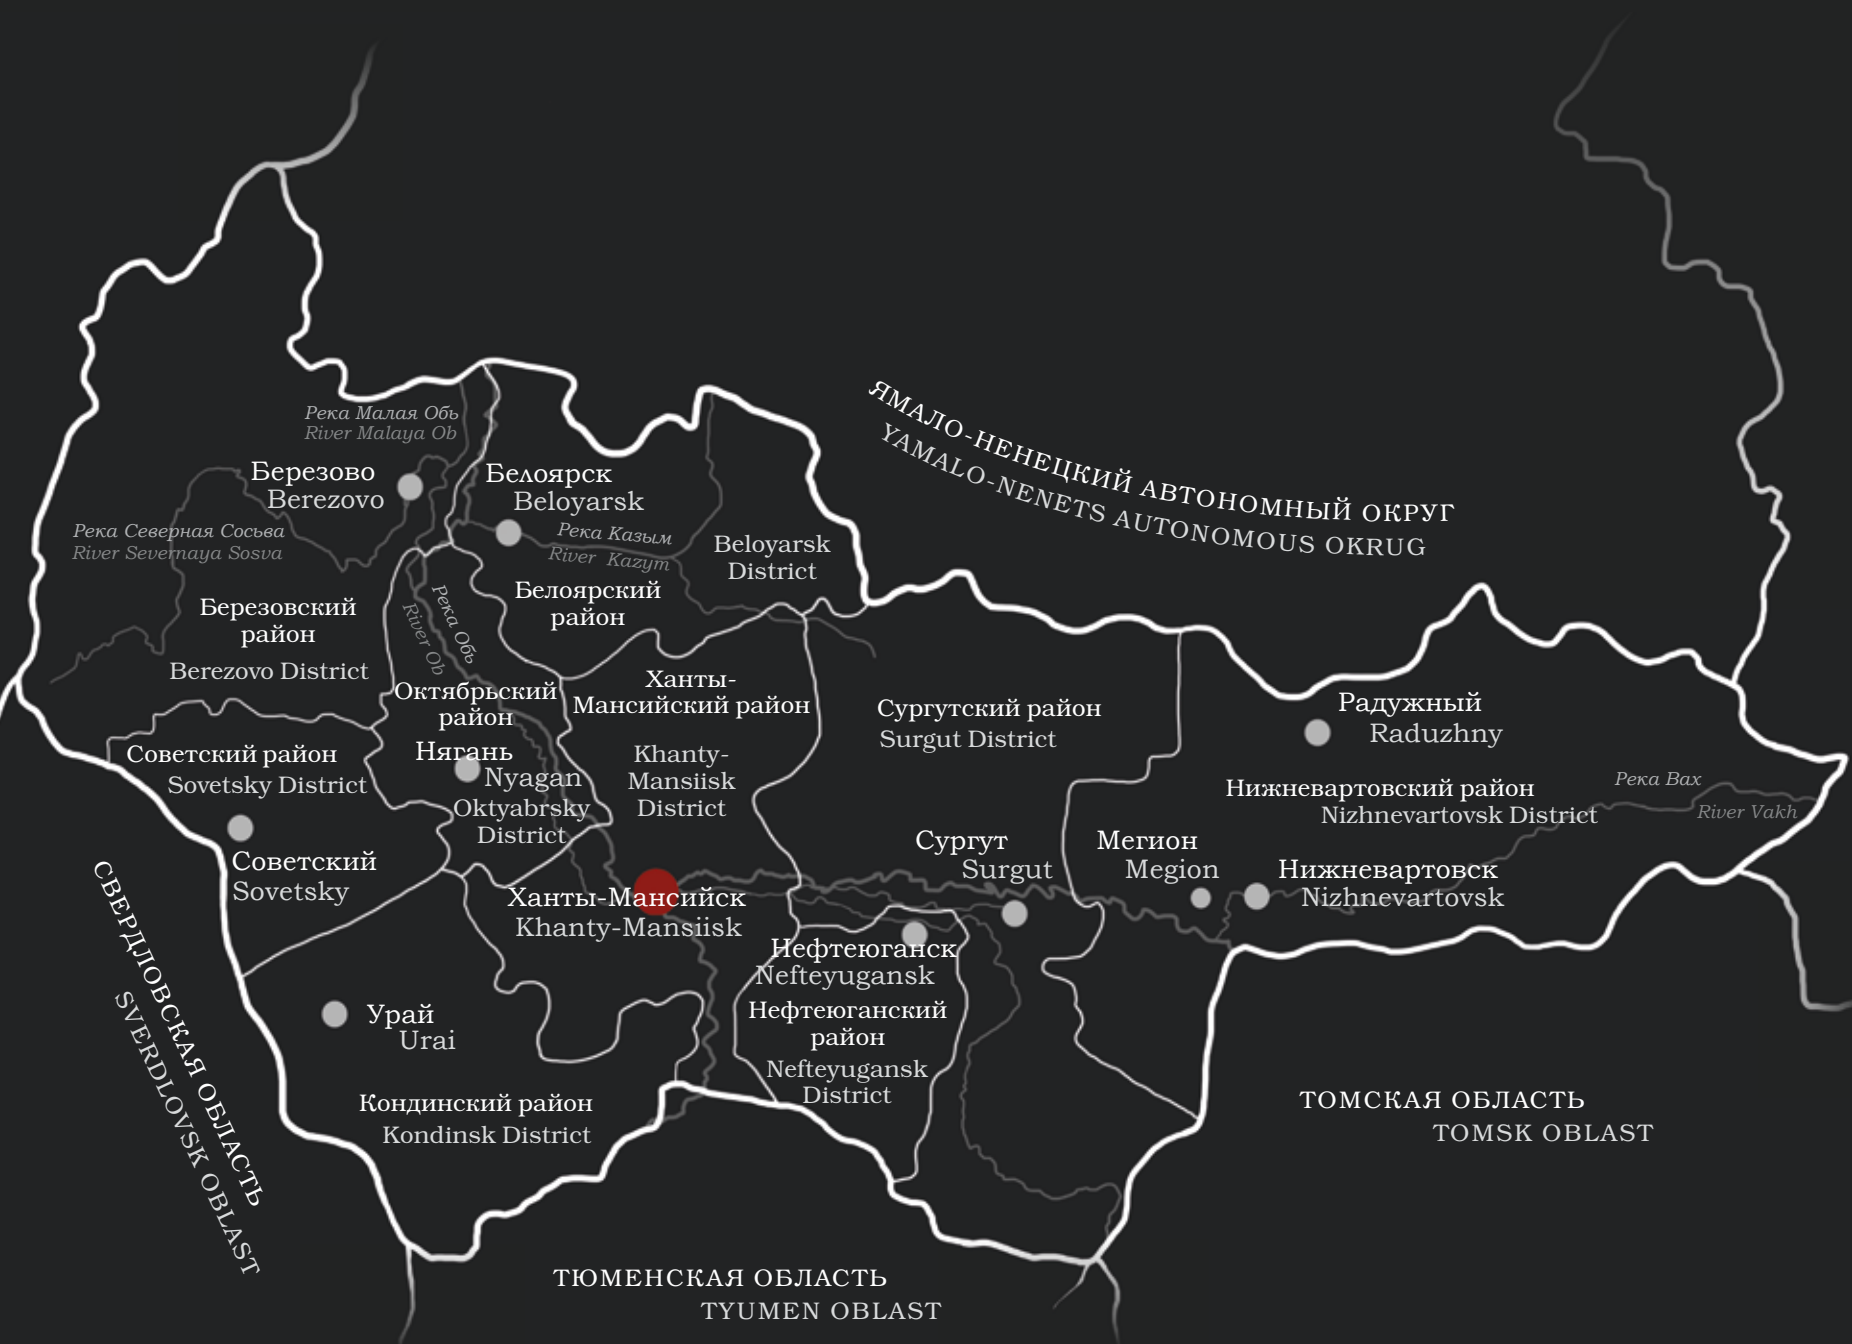 ЯМАЛО-НЕНЕЦКИЙ АВТОНОМНЫЙ ОКРУГ
YAMALO-NENETS AUTONOMOUS OKRUG
Река Малая Обь
River Malaya Ob
Березово
Berezovo
Белоярск
Beloyarsk
Река Северная Сосьва
River Severnaya Sosva
Река Казым
River Kazym
Beloyarsk
District
Белоярский
район
Березовский
район
Berezovo District
Река Обь
River Ob
Октябрьский
район
Нягань
Nyagan
Oktyabrsky
District
Ханты-
Мансийский район
Khanty-
Mansiisk
District
Сургутский район
Surgut District
Радужный
Raduzhny
Советский район
Sovetsky District
Нижневартовский район
Nizhnevartovsk District
Река Вах
River Vakh
Советский
Sovetsky
Сургут
Surgut
Мегион
Megion
Нижневартовск
Nizhnevartovsk
Ханты-Мансийск
Khanty-Mansiisk
Нефтеюганск
Nefteyugansk
Нефтеюганский
район
Nefteyugansk
District
Урай
Urai
Кондинский район
Kondinsk District
СВЕРДЛОВСКАЯ ОБЛАСТЬ
SVERDLOVSK OBLAST
ТОМСКАЯ ОБЛАСТЬ
TOMSK OBLAST
ТЮМЕНСКАЯ ОБЛАСТЬ
TYUMEN OBLAST